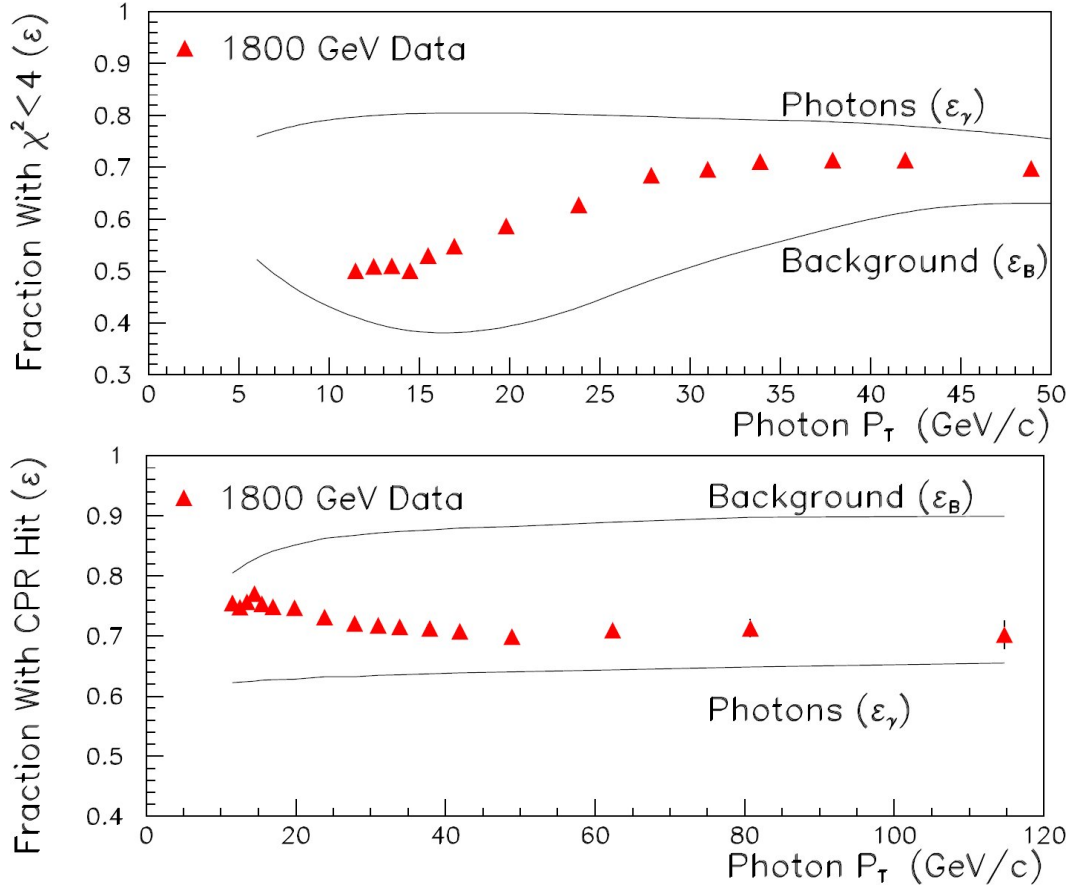 Fraction With χ²<4 (ε)
1
0.9
0.8
0.7
0.6
0.5
0.4
0.3
1800 GeV Data
Photons (εγ)
Background (εB)
0 5 10 15 20 25 30 35 40 45 50
Photon PT (GeV/c)
Fraction With CPR Hit (ε)
1
0.9
0.8
0.7
0.6
0.5
0.4
1800 GeV Data
Background (εB)
Photons (εγ)
0 20 40 60 80 100 120
Photon PT (GeV/c)